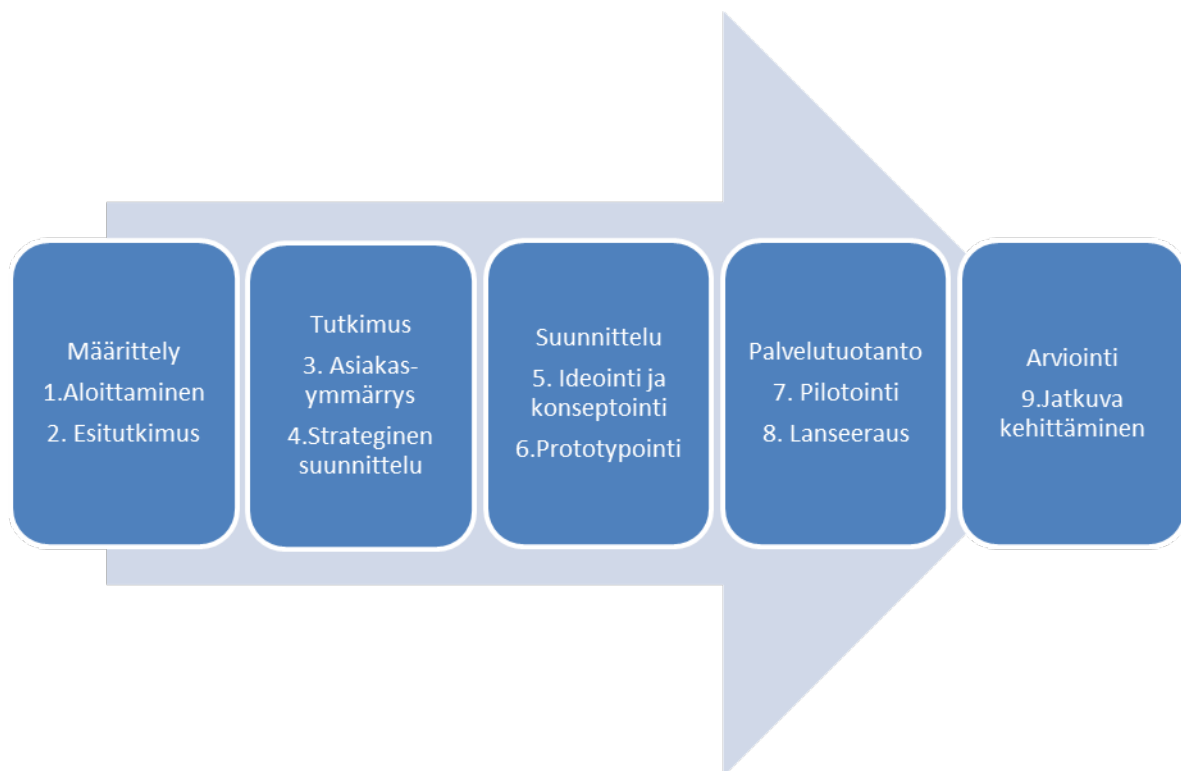 Määrittely
1.Aloittaminen
2. Esitutkimus
Tutkimus
3. Asiakas-
ymmärrys
4.Strateginen
suunnittelu
Suunnittelu
5. Ideointi ja
konseptointi
6.Prototypointi
Palvelutuotanto
7. Pilotointi
8. Lanseeraus
Arviointi
9.Jatkuva
kehittäminen